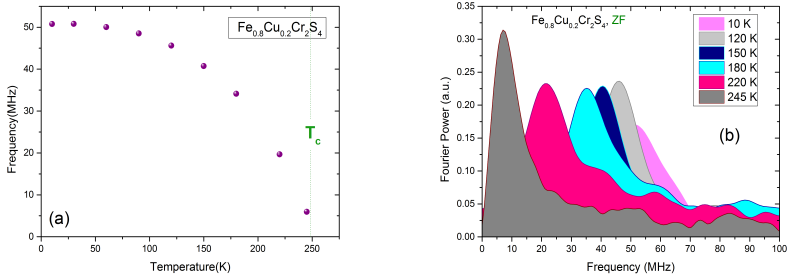 60
50
40
30
20
10
0
Frequency(MHz)
Fe0.8Cu0.2Cr2S4
Tc
(a)
0 50 100 150 200 250
Temperature(K)
0.35
0.30
0.25
0.20
0.15
0.10
0.05
0.00
Fourier Power (a.u.)
Fe0.8Cu0.2Cr2S4, ZF
10 K
120 K
150 K
180 K
220 K
245 K
(b)
0 10 20 30 40 50 60 70 80 90 100
Frequency (MHz)